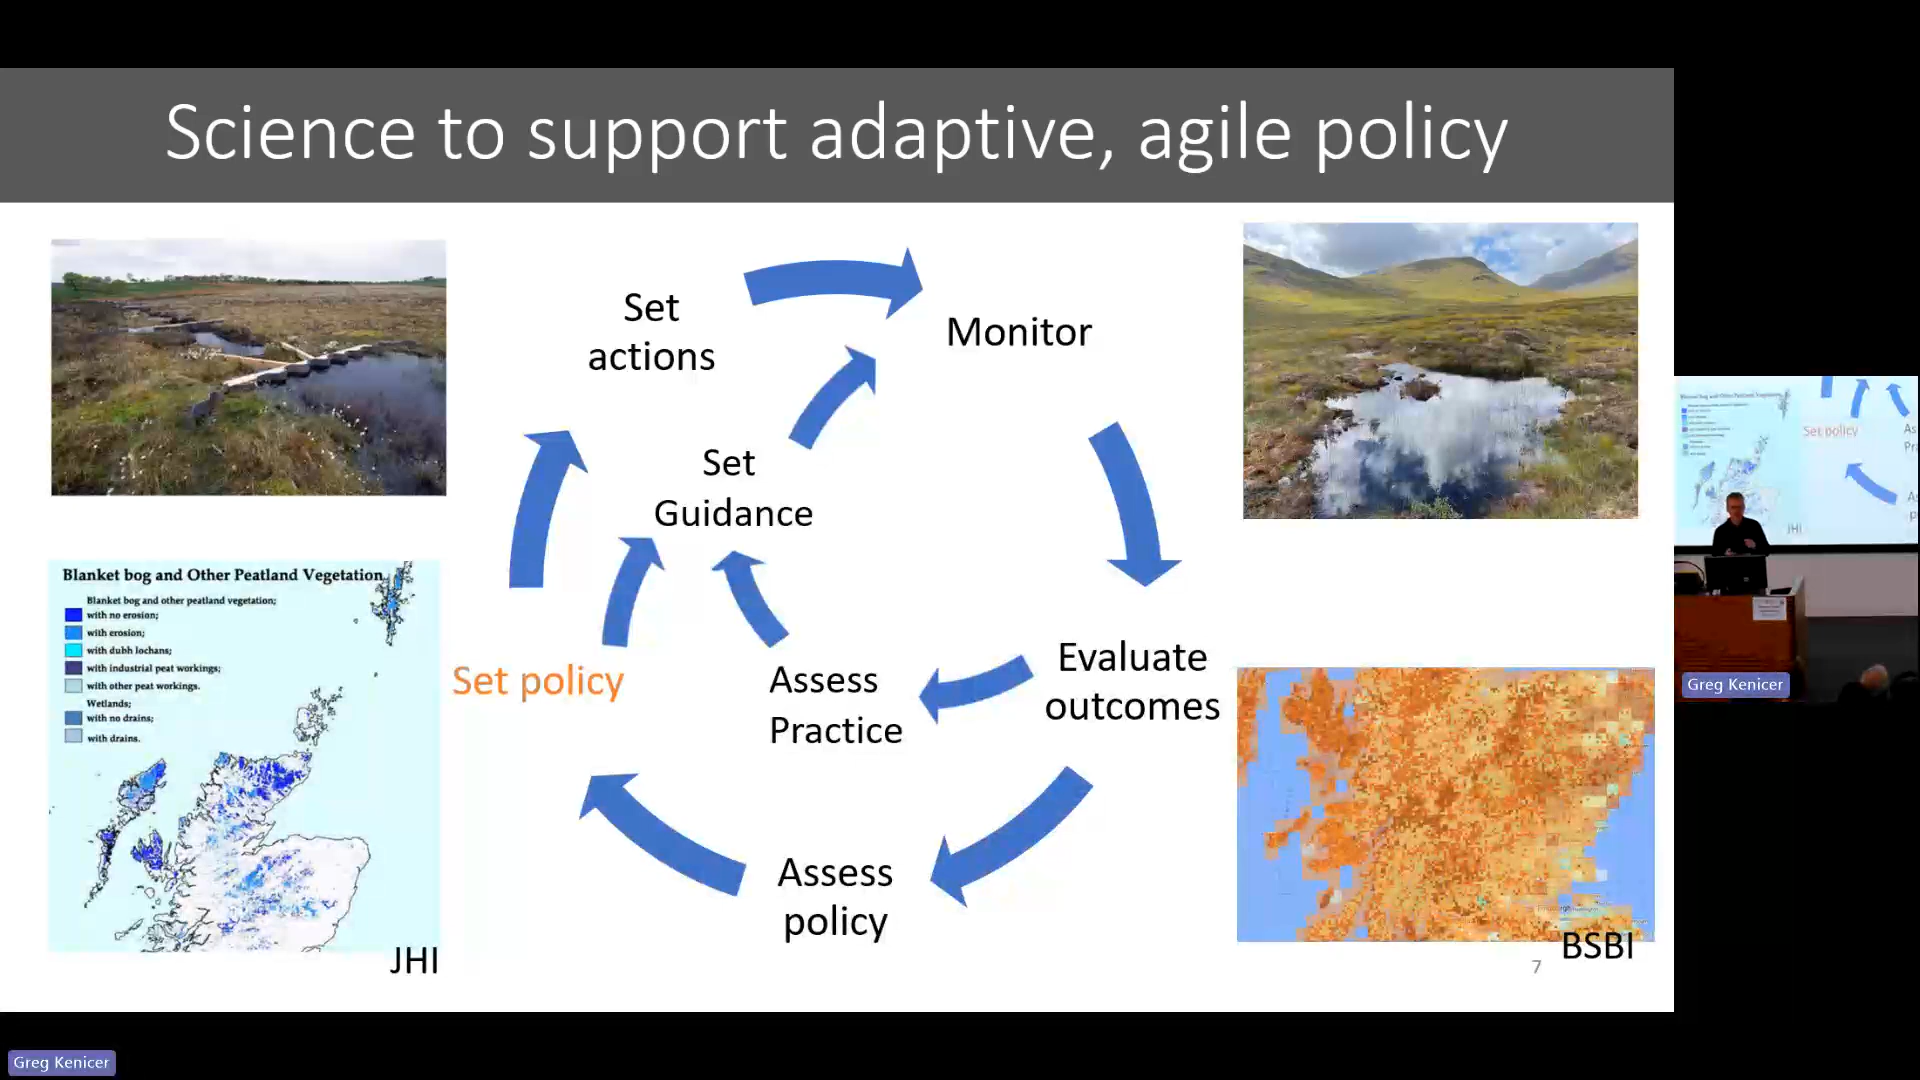 Science to support adaptive, agile policy
Set
actions
Monitor
Set
Guidance
Set policy
Assess
Practice
Evaluate
outcomes
Assess
policy
Blanket bog and Other Peatland Vegetation
Blanket bog and other peatland vegetation;
with no erosion;
with erosion;
with dubh lochans;
with industrial peat workings;
with other peat workings.
Wetlands;
with no drains;
with drains.
JHI
BSBI
7
Set policy
JHI
Greg Kenicer
Greg Kenicer